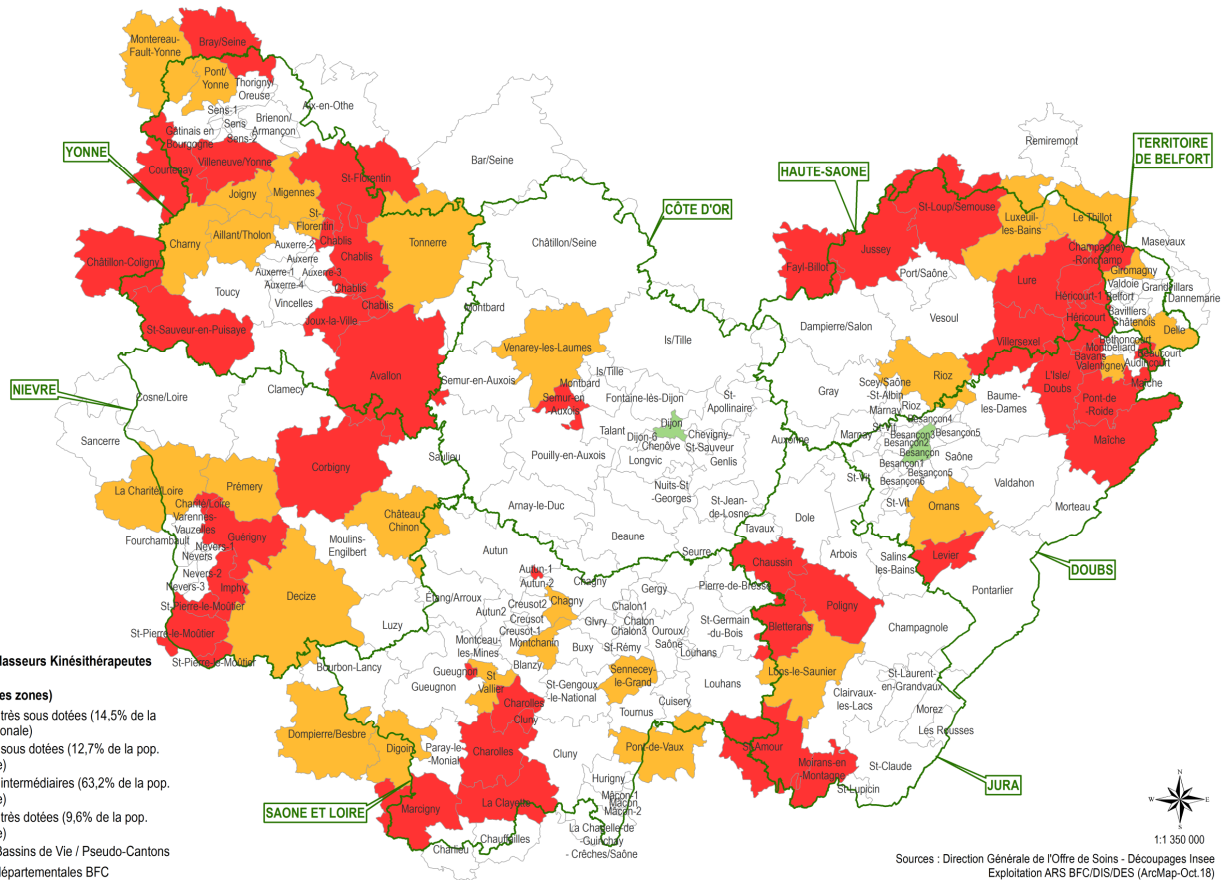 Montereau-
Fault-Yonne
Bray/Seine
Pont/
Yonne
Thorigny/
Oreuse
Aix-en-Othe
Sens-1
Sens
Sens-2
Brienon/
Armançon
Gâtinais en
Bourgogne
Courtenay
Villeneuve/Yonne
St-Florentin
Bar/Seine
YONNE
Joigny
Migennes
St-
Florentin
Charny
Aillant/Tholon
Chablis
Chablis
Chablis
Chablis
Tonnerre
Châtillon-Coligny
Auxerre-2
Auxerre
Auxerre-1
Auxerre-3
Auxerre-4
Toucy
Vincelles
St-Sauveur-en-Puisaye
Joux-la-Ville
Avallon
CÔTE D'OR
Châtillon/Seine
Montbard
Venarey-les-Laumes
Is/Tille
Is/Tille
Montbard
Semur-en-Auxois
Semur-en
Auxois
Fontaine-lés-Dijon
St-
Apollinaire
Talant
Dijon
Dijon-6
Chenôve
Chevigny-
St-Sauveur
Longvic
Genlis
Pouilly-en-Auxois
Nuits-St
-Georges
St-Jean-
de-Losne
Auxonne
Saulieu
Arnay-le-Duc
Deaune
Seurre
NIEVRE
Cosne/Loire
Clamecy
Sancerre
Corbigny
La Charité/Loire
Prémery
Charité/Loire
Varennes-
Vauzelles
Fourchambault
Guérigny
Nevers-1
Nevers
Nevers-2
Nevers-3
Imphy
St-Pierre-le-Moûtier
St-Pierre-le-Moûtier
St-Pierre-le-Moûtier
Decize
Château-
Chinon
Moulins-
Engilbert
Luzy
HAUTE-SAONE
Remiremont
TERRITOIRE
DE BELFORT
St-Loup/Semouse
Luxeuil-
les-Bains
Le Thillot
Jussey
Fayl-Billot
Port/Saône
Champagney
-Ronchamp
Masevaux
Giromagny
Valdoie
Grandvillars
Belfort
Dannemarie
Bavilliers
Châtenois
Delle
Lure
Héricourt-1
Héricourt
Vesoul
Dampierre/Salon
Villersexel
Bethoncourt
Montbéliard
Beaucourt
Bavans
Audincourt
Valentigney
Maîche
L'Isle/
Doubs
Pont-de
-Roide
Maîche
Rioz
Scey/Saône
-St-Albin
Rioz
Marnay
Gray
Baume-
les-Dames
St-Vit
Marnay
Besançon4
Besançon3
Besançon5
Besançon2
Besançon
Besançon1
Besançon5
Besançon6
Saône
St-Vit
St-Vit
Valdahon
Morteau
Ornans
Levier
DOUBS
Pontarlier
Dole
Tavaux
Arbois
Salins-
les-Bains
Chaussin
Poligny
Champagnole
Bletterans
Lons-le-Saunier
St-Laurent-
en-Grandvaux
Clairvaux-
les-Lacs
Morez
Les Rousses
St-Amour
Moirans-en
-Montagne
St-Claude
St-Lupicin
JURA
Autun
Autun-1
Autun-2
Autun2
Etang/Arroux
Chagny
Chagny
Creusot2
Creusot
Creusot-1
Montchanin
Montceau-
les-Mines
Blanzy
Gergy
Pierre-de-Bresse
Chalon1
Chalon
Chalon3
Givry
Buxy
St-Rémy
Ouroux/
Saône
St-Germain
-du-Bois
Louhans
Louhans
Bourbon-Lancy
Gueugnon
Gueugnon
St
Vallier
St-Gengoux
-le-National
Sennecey
-le-Grand
Cuisery
Tournus
Charolles
Cluny
Dompierre/Besbre
Digoin
Paray-le-
-Monial
Charolles
Cluny
Pont-de-Vaux
Hurigny
Mâcon-1
Mâcon
Mâcon-2
La Chapelle-de
-Guinchay
- Crêches/Saône
SAONE ET LOIRE
Marcigny
La Clayette
Chauffailles
Charlieu
Masseurs Kinésithérapeutes
es zones)
très sous dotées (14.5% de la
onale)
sous dotées (12,7% de la pop.
e)
intermédiaires (63,2% de la pop.
e)
très dotées (9,6% de la pop.
e)
Bassins de Vie / Pseudo-Cantons
départementales BFC
N
W
E
S
1:1 350 000
Sources : Direction Générale de l'Offre de Soins - Découpages Insee
Exploitation ARS BFC/DIS/DES (ArcMap-Oct.18)